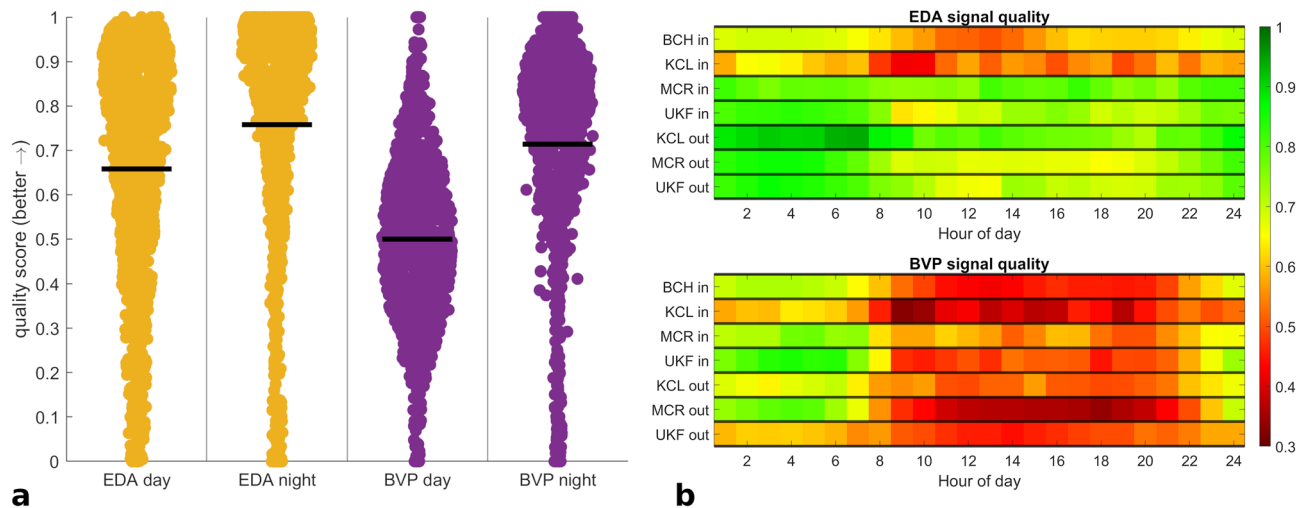 1
0.9
0.8
0.7
0.6
0.5
0.4
0.3
0.2
0.1
0
quality score (better →)
EDA day EDA night BVP day BVP night
a
EDA signal quality
BCH in
KCL in
MCR in
UKF in
KCL out
MCR out
UKF out
2 4 6 8 10 12 14 16 18 20 22 24
Hour of day
BVP signal quality
BCH in
KCL in
MCR in
UKF in
KCL out
MCR out
UKF out
2 4 6 8 10 12 14 16 18 20 22 24
Hour of day
1
0.9
0.8
0.7
0.6
0.5
0.4
0.3
b